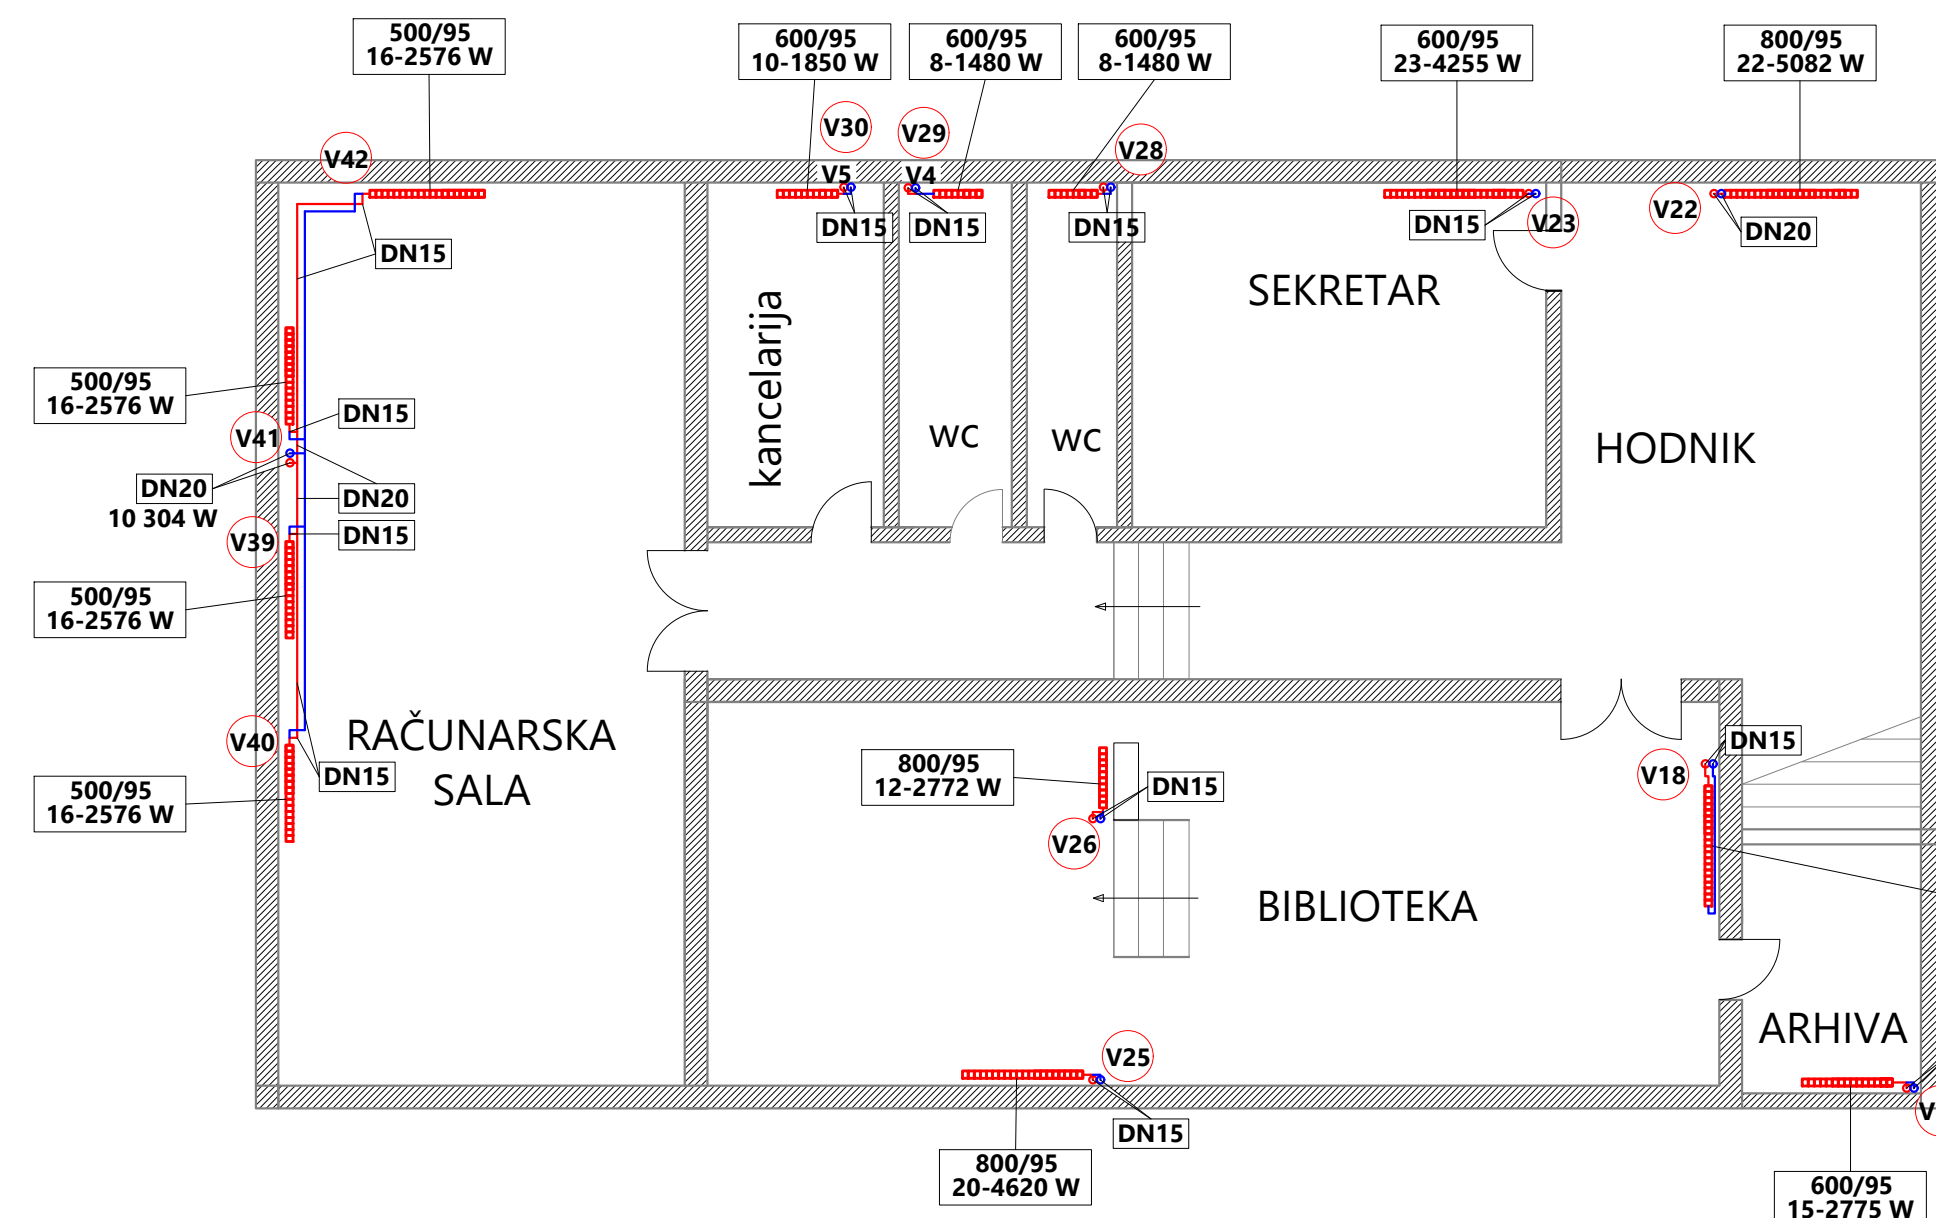 500/95
16-2576 W
600/95
10-1850 W
600/95
8-1480 W
600/95
8-1480 W
600/95
23-4255 W
800/95
22-5082 W
V42
V30
V29
V28
V5
V4
DN15
DN15
DN15
DN15
V23
V22
DN20
DN15
SEKRETAR
kancelarija
500/95
16-2576 W
DN15
V41
WC
WC
HODNIK
DN20
10 304 W
DN20
V39
DN15
500/95
16-2576 W
V40
RAČUNARSKA
SALA
DN15
500/95
16-2576 W
800/95
12-2772 W
DN15
V26
V18
DN15
BIBLIOTEKA
ARHIVA
V25
DN15
800/95
20-4620 W
600/95
15-2775 W